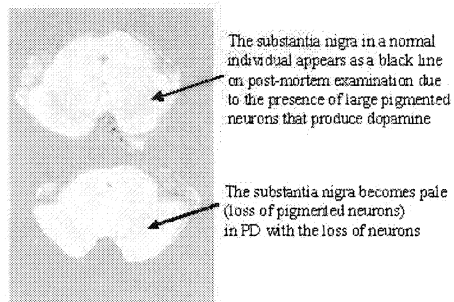 The substantia nigra in a normal
individual appears as a black line
on post-mortem examination due
to the presence of large pigmented
neurons that produce dopamine
The substantia nigra becomes pale
(loss of pigmented neurons)
in PD with the loss of neurons